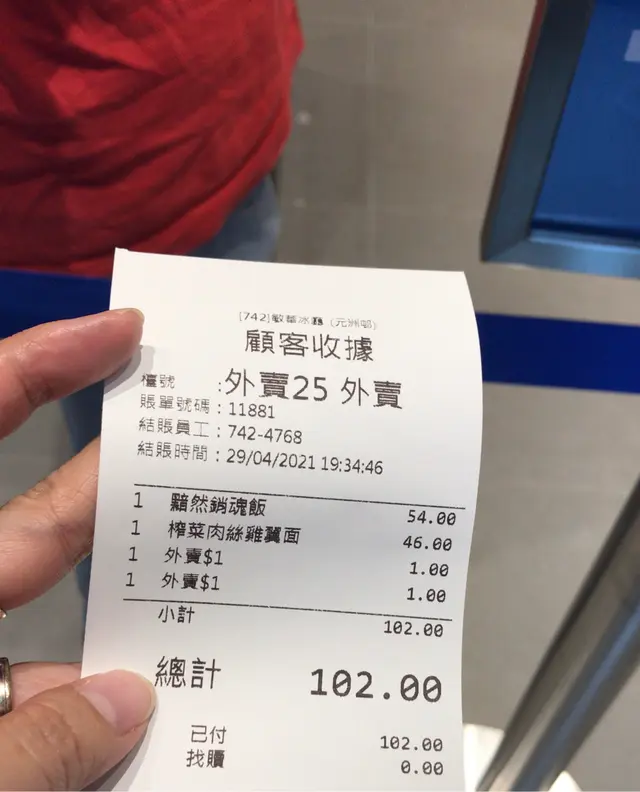 [742]敏華冰廳 (元洲邨)
顧客收據
檯號 :外賣25 外賣
賬單號碼：11881
結賬員工：742-4768
結賬時間：29/04/2021 19:34:46
1 黯然銷魂飯 54.00
1 榨菜肉絲雞翼面 46.00
1 外賣$1 1.00
1 外賣$1 1.00
小計 102.00
總計 102.00
已付 102.00
找贖 0.00